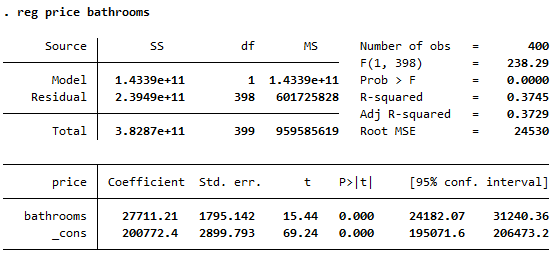 . reg price bathrooms
Source SS df MS Number of obs = 400
F(1, 398) = 238.29
Model 1.4339e+11 1 1.4339e+11 Prob > F = 0.0000
Residual 2.3949e+11 398 601725828 R-squared = 0.3745
Adj R-squared = 0.3729
Total 3.8287e+11 399 959585619 Root MSE = 24530
price Coefficient Std. err. t P>|t| [95% conf. interval]
bathrooms 27711.21 1795.142 15.44 0.000 24182.07 31240.36
_cons 200772.4 2899.793 69.24 0.000 195071.6 206473.2